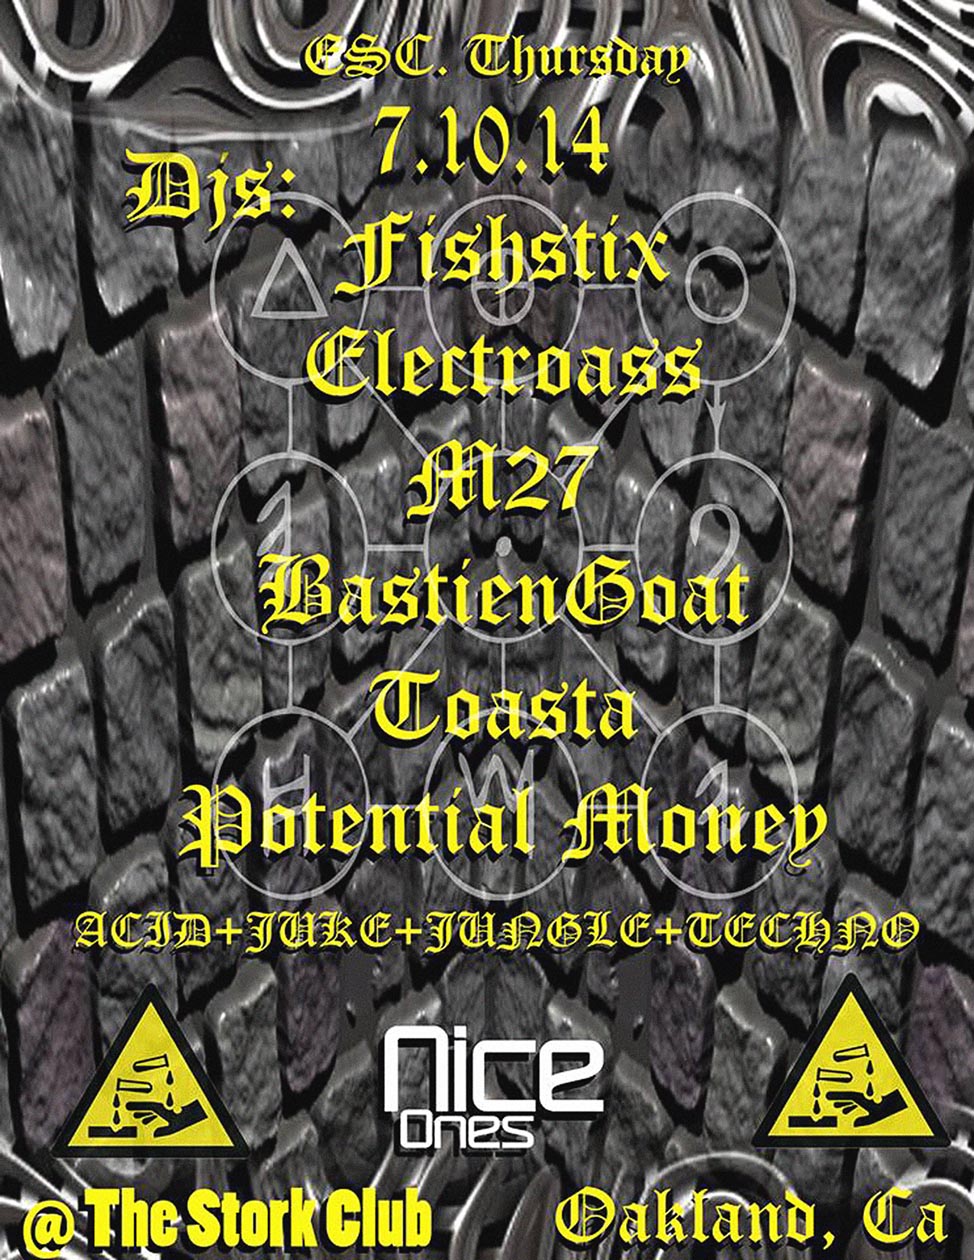 ESC. Thursday
7.10.14
Djs:
Fishstix
Electroass
M27
BastienGoat
Toasta
Potential Money
ACID+JUKE+JUNGLE+TECHNO
Nice
Ones
@ The Stork Club
Oakland, Ca